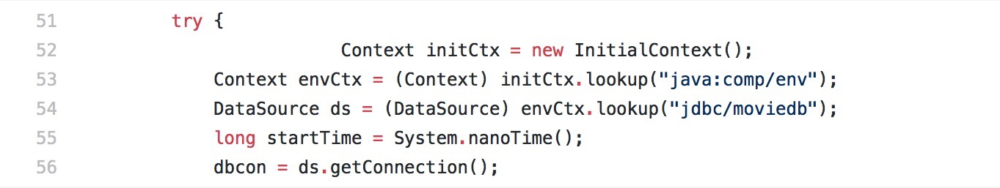 51 try {
52 Context initCtx = new InitialContext();
53 Context envCtx = (Context) initCtx.lookup("java:comp/env");
54 DataSource ds = (DataSource) envCtx.lookup("jdbc/moviedb");
55 long startTime = System.nanoTime();
56 dbcon = ds.getConnection();